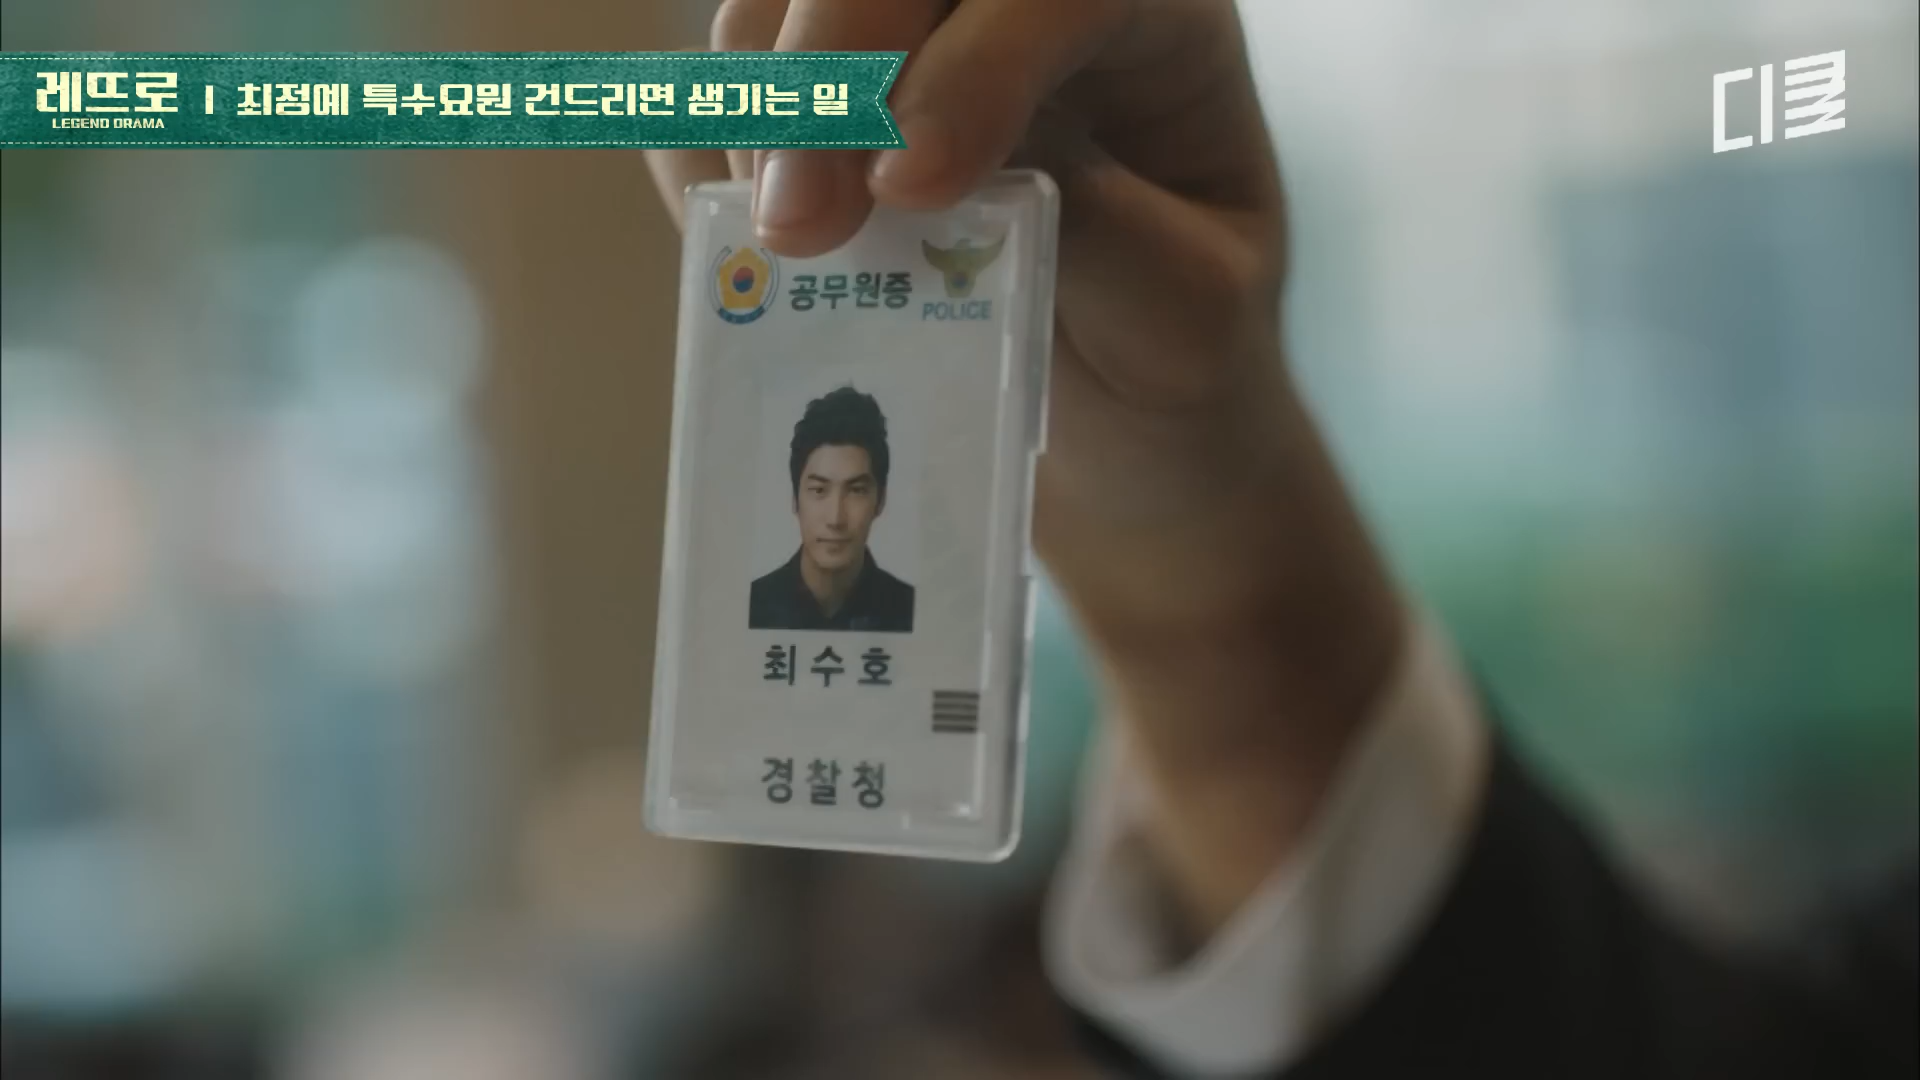 레뜨로 | 최정예 특수요원 건드리면 생기는 일
LEGEND DRAMA
디글
공무원증
POLICE
최수호
경찰청